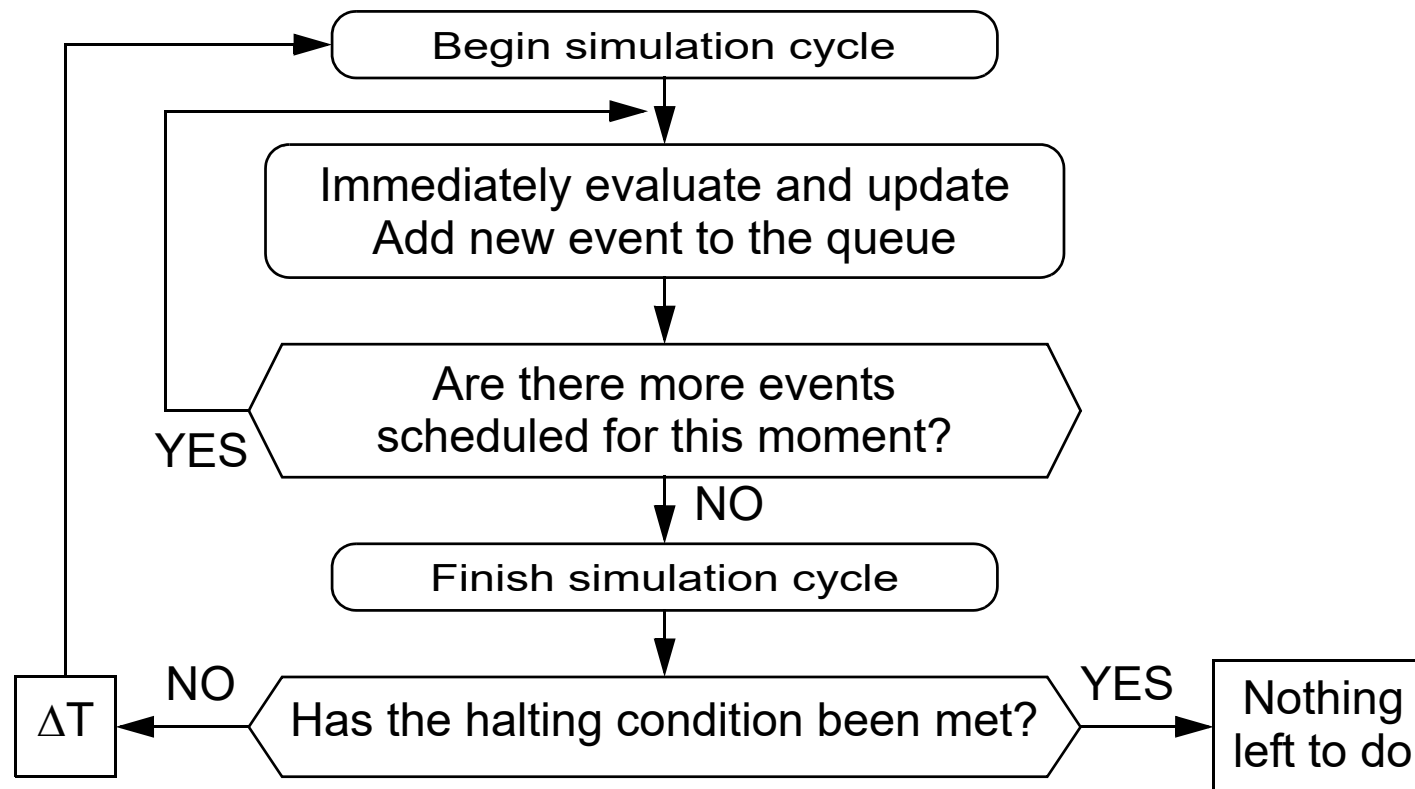 Begin simulation cycle
Immediately evaluate and update
Add new event to the queue
Are there more events
scheduled for this moment?
YES
NO
Finish simulation cycle
NO
YES
ΔT
Has the halting condition been met?
Nothing
left to do